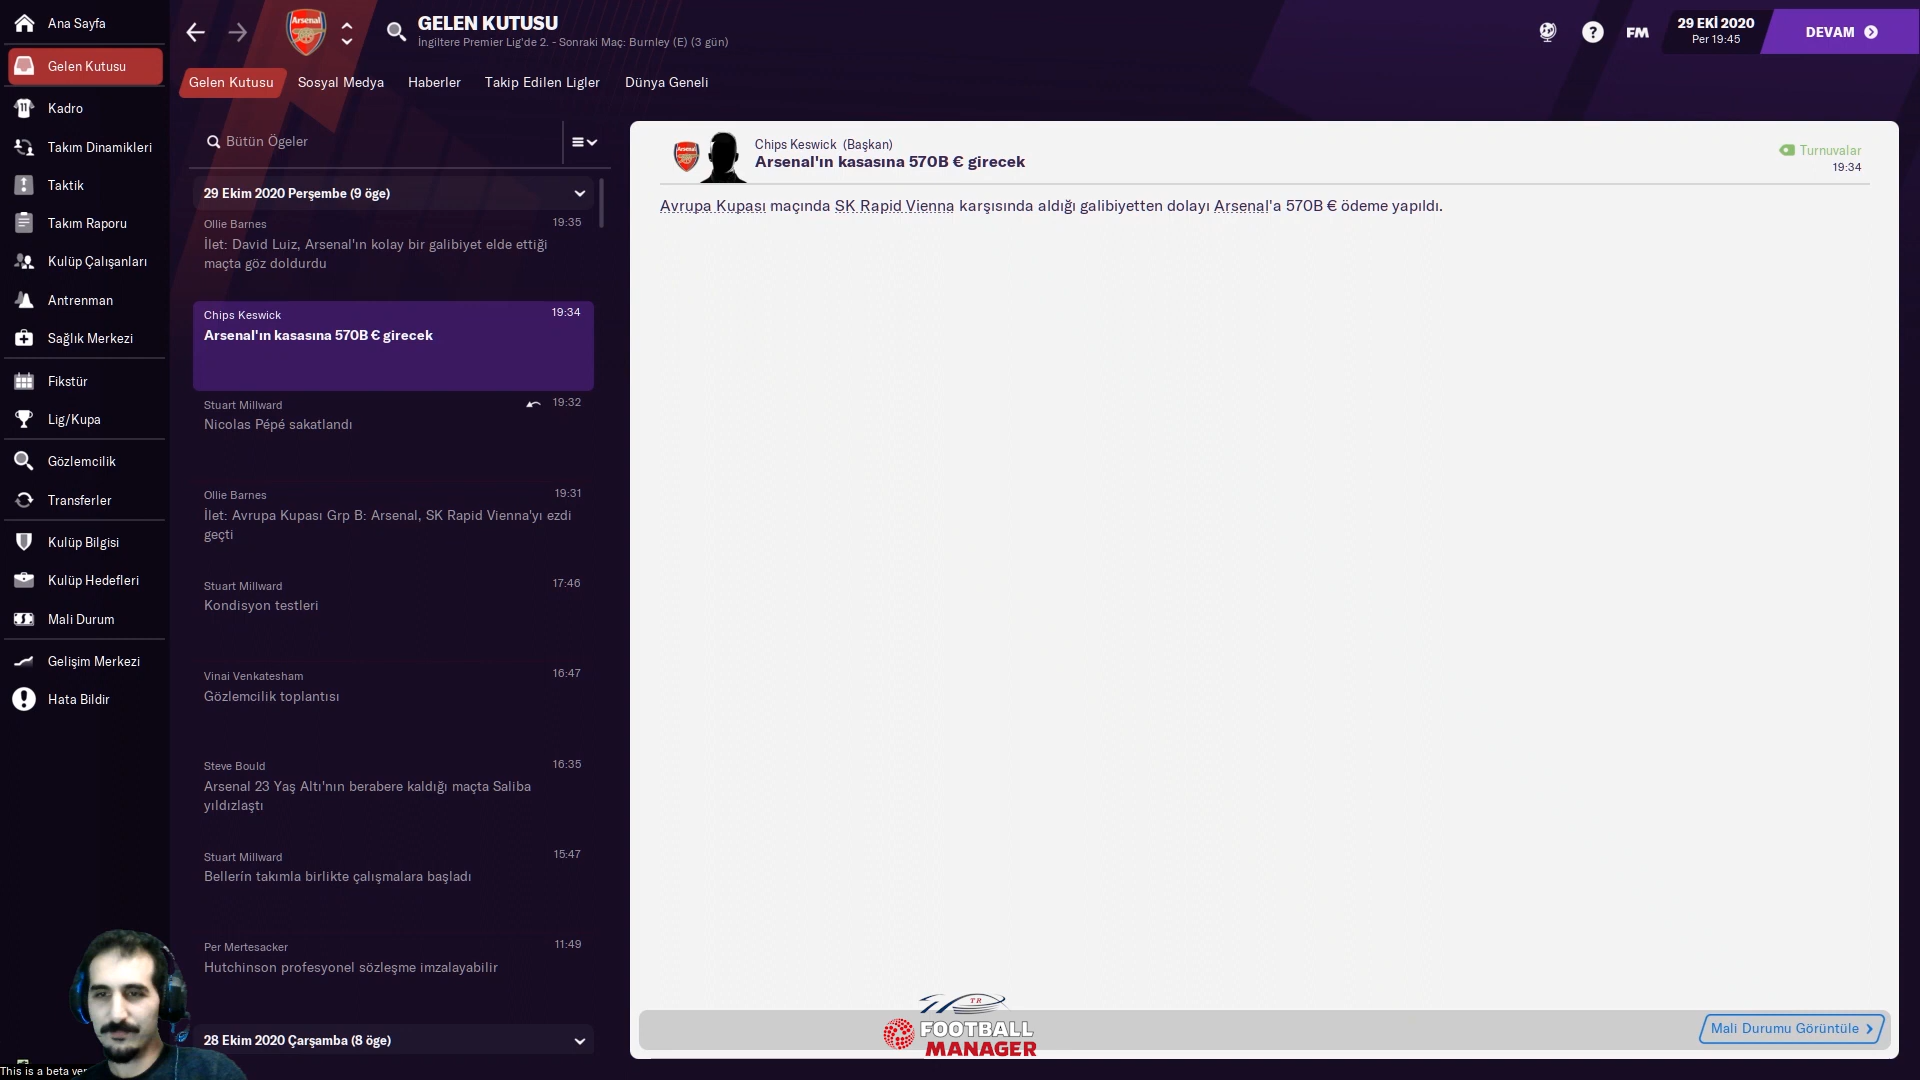 Ana Sayfa
Gelen Kutusu
Kadro
Takım Dinamikleri
Taktik
Takım Raporu
Kulüp Çalışanları
Antrenman
Sağlık Merkezi
Fikstür
Lig/Kupa
Gözlemcilik
Transferler
Kulüp Bilgisi
Kulüp Hedefleri
Mali Durum
Gelişim Merkezi
Hata Bildir
This is a beta ver
Arsenal
GELEN KUTUSU
İngiltere Premier Lig'de 2. - Sonraki Maç: Burnley (E) (3 gün)
FM
29 EKİ 2020
Per 19:45
DEVAM
Gelen Kutusu
Sosyal Medya
Haberler
Takip Edilen Ligler
Dünya Geneli
Bütün Ögeler
29 Ekim 2020 Perşembe (9 öge)
Ollie Barnes 19:35
İlet: David Luiz, Arsenal'ın kolay bir galibiyet elde ettiği
maçta göz doldurdu
Chips Keswick 19:34
Arsenal'ın kasasına 570B € girecek
Stuart Millward 19:32
Nicolas Pépé sakatlandı
Ollie Barnes 19:31
İlet: Avrupa Kupası Grp B: Arsenal, SK Rapid Vienna'yı ezdi
geçti
Stuart Millward 17:46
Kondisyon testleri
Vinai Venkatesham 16:47
Gözlemcilik toplantısı
Steve Bould 16:35
Arsenal 23 Yaş Altı'nın berabere kaldığı maçta Saliba
yıldızlaştı
Stuart Millward 15:47
Bellerín takımla birlikte çalışmalara başladı
Per Mertesacker 11:49
Hutchinson profesyonel sözleşme imzalayabilir
28 Ekim 2020 Çarşamba (8 öge)
Arsenal
Chips Keswick (Başkan)
Arsenal'ın kasasına 570B € girecek
Turnuvalar
19:34
Avrupa Kupası maçında SK Rapid Vienna karşısında aldığı galibiyetten dolayı Arsenal'a 570B € ödeme yapıldı.
TR
FOOTBALL
MANAGER
Mali Durumu Görüntüle